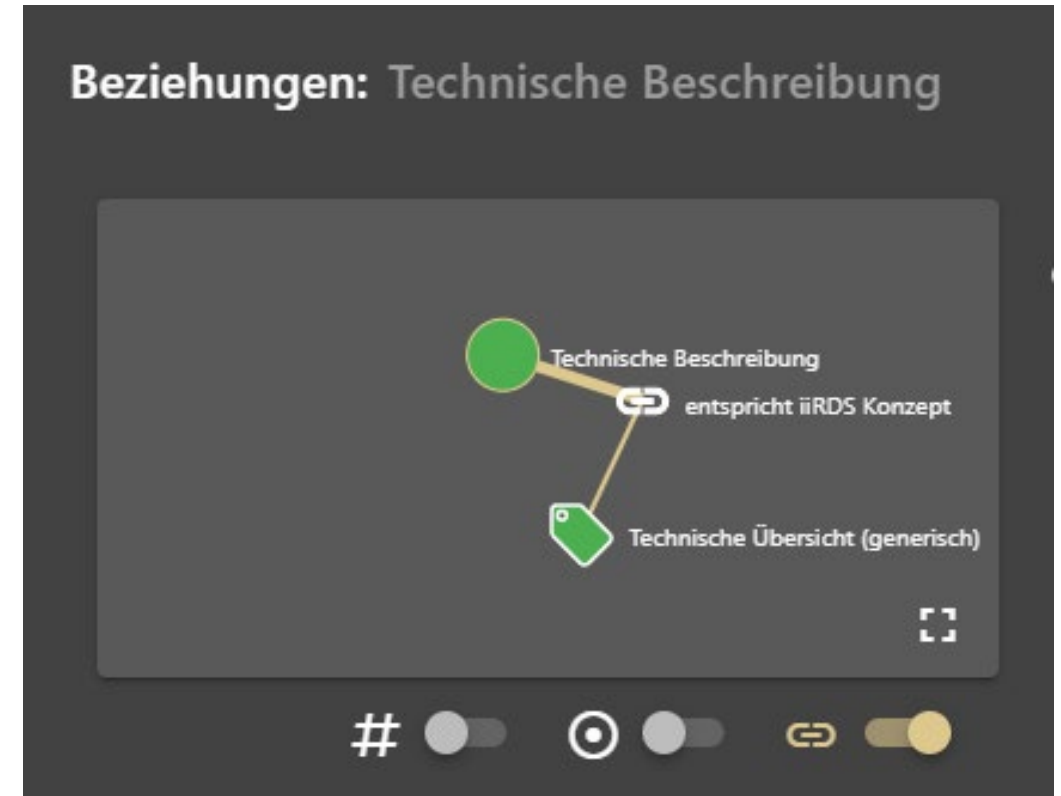 Beziehungen: Technische Beschreibung
Technische Beschreibung
entspricht iiRDS Konzept
Technische Übersicht (generisch)
#